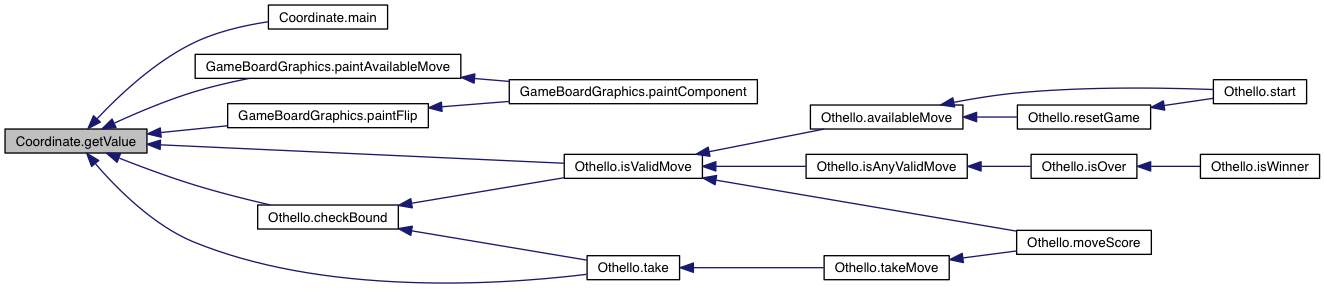 Coordinate.main
GameBoardGraphics.paintAvailableMove
GameBoardGraphics.paintComponent
Othello.start
GameBoardGraphics.paintFlip
Othello.availableMove
Othello.resetGame
Coordinate.getValue
Othello.isValidMove
Othello.isAnyValidMove
Othello.isOver
Othello.isWinner
Othello.checkBound
Othello.moveScore
Othello.take
Othello.takeMove